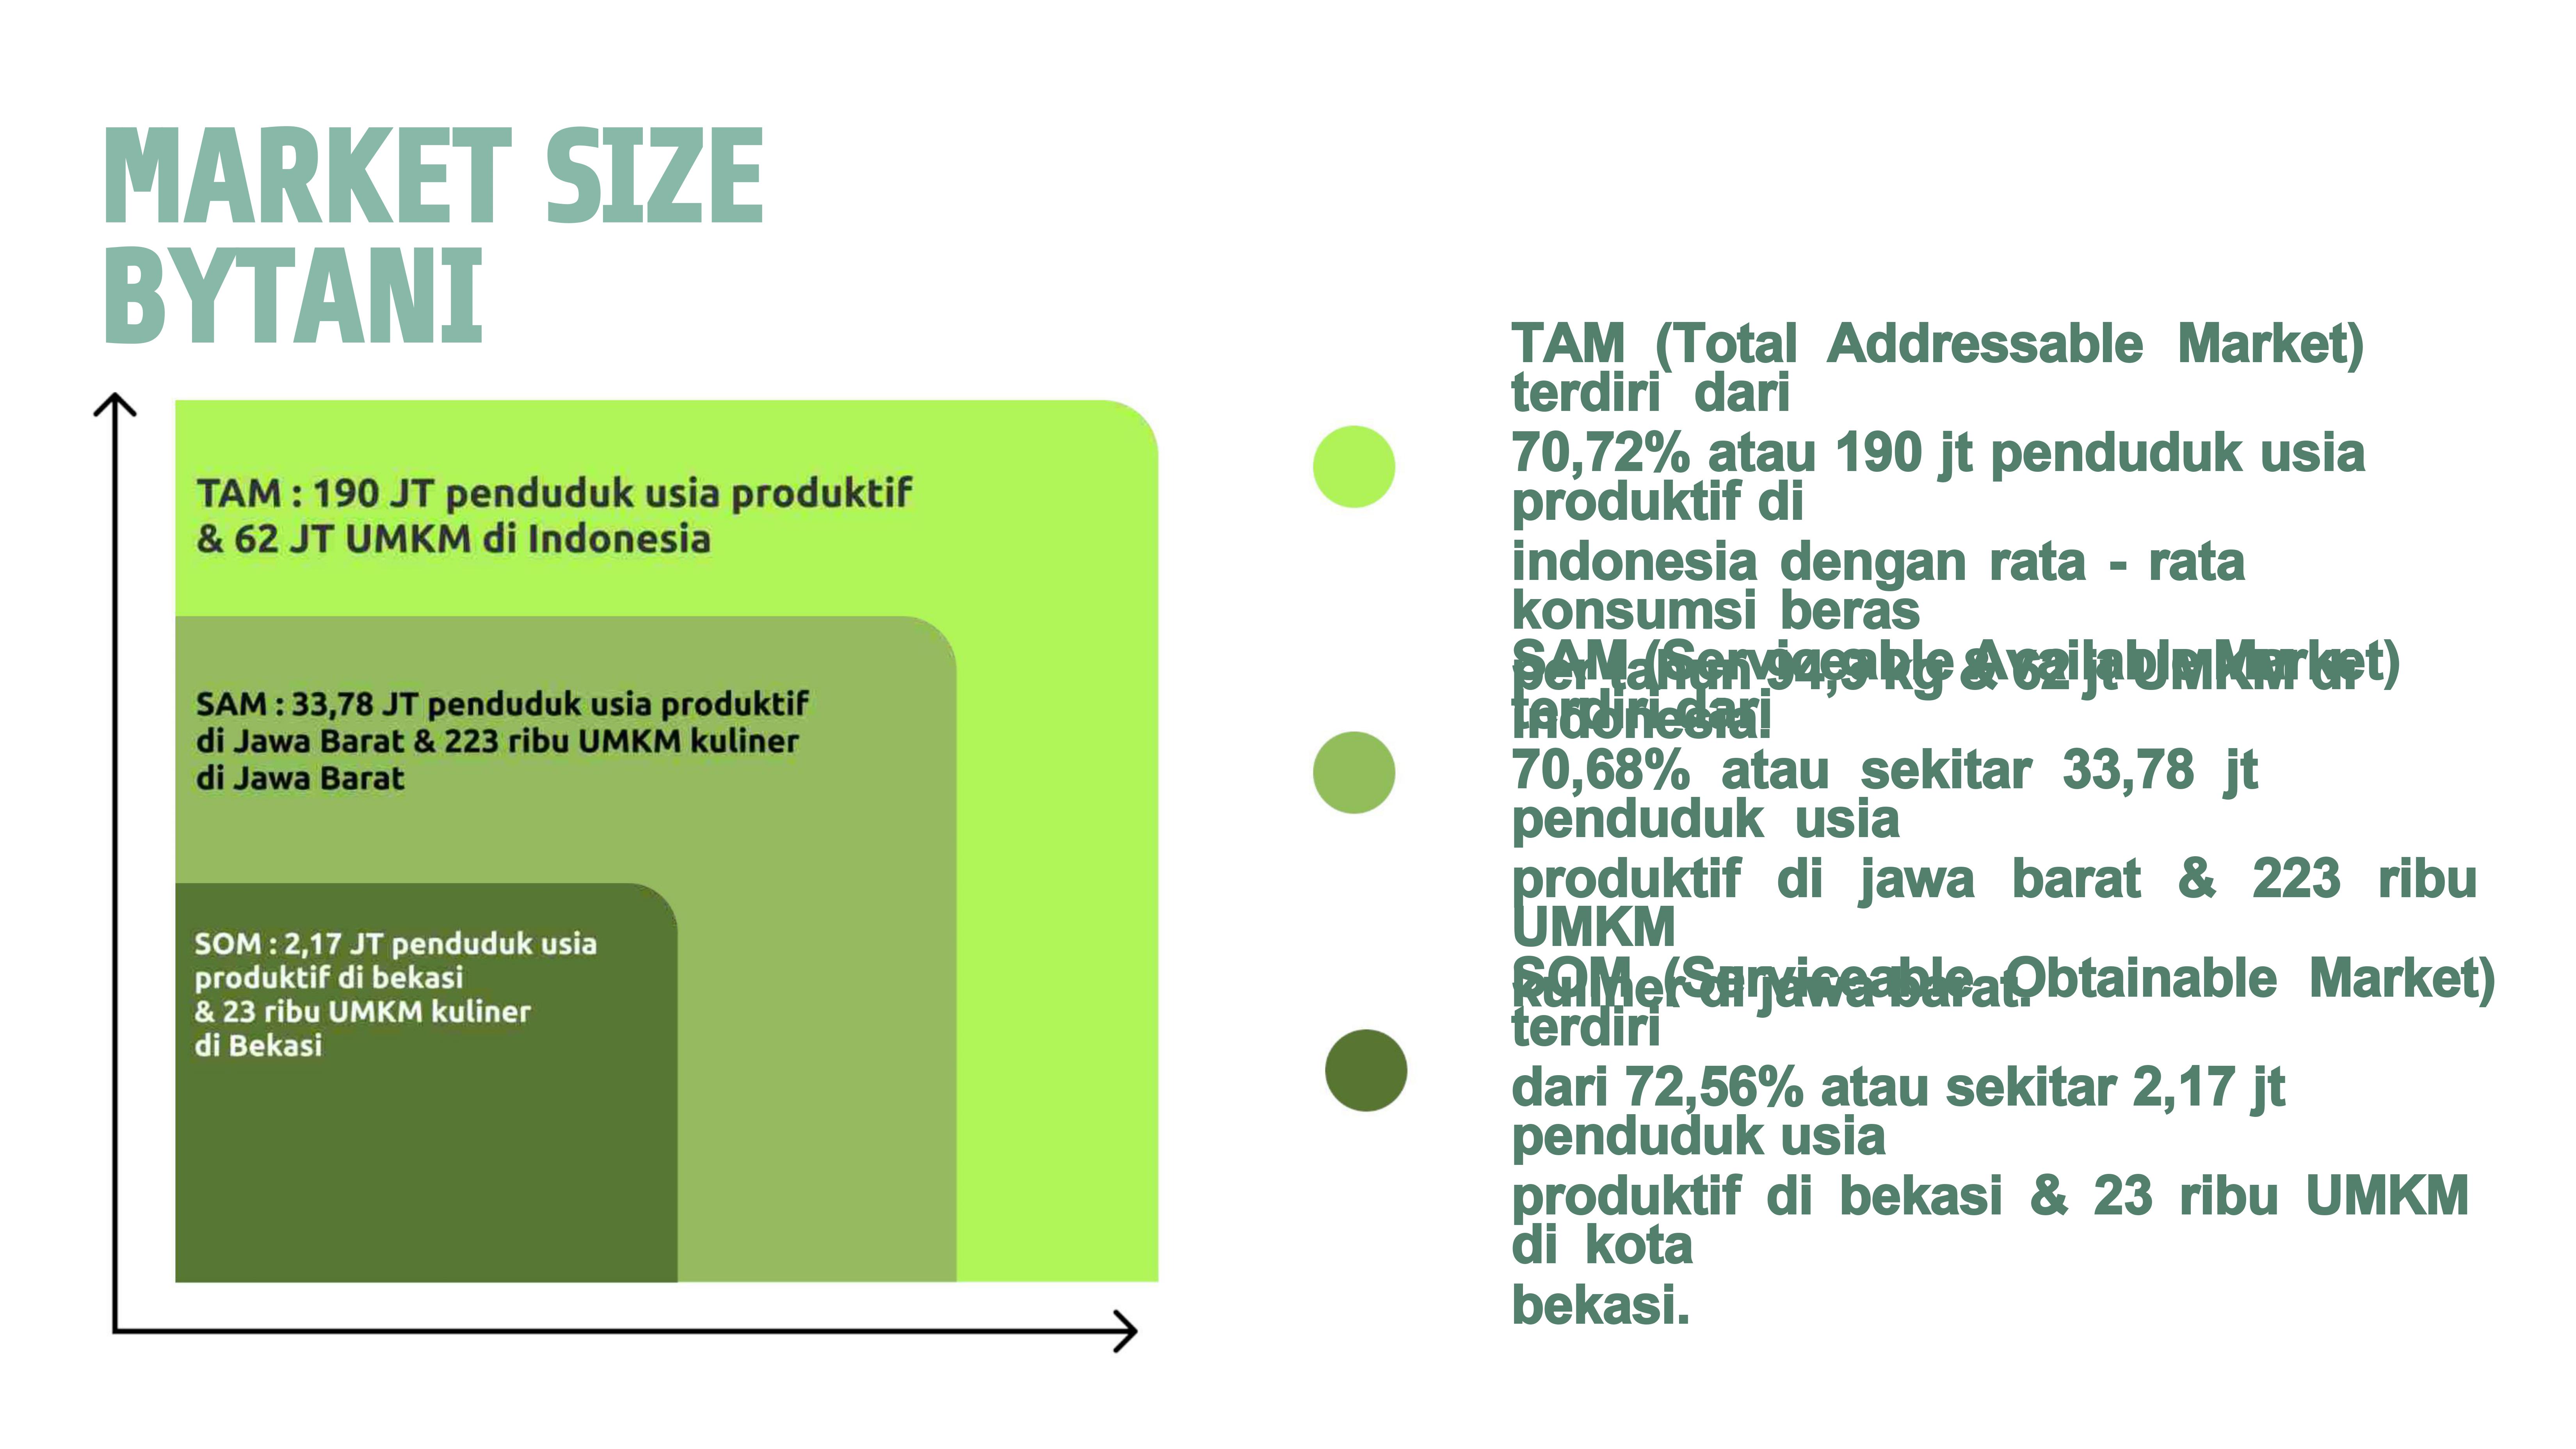 MARKET SIZE
BYTANI
TAM : 190 JT penduduk usia produktif
& 62 JT UMKM di Indonesia
SAM : 33,78 JT penduduk usia produktif
di Jawa Barat & 223 ribu UMKM kuliner
di Jawa Barat
SOM : 2,17 JT penduduk usia
produktif di bekasi
& 23 ribu UMKM kuliner
di Bekasi
TAM (Total Addressable Market)
terdiri dari
70,72% atau 190 jt penduduk usia
produktif di
indonesia dengan rata - rata
konsumsi beras
per tahun 94,9 kg & 62 jt UMKM di
Indonesia.
SAM (Serviceable Available Market)
terdiri dari
70,68% atau sekitar 33,78 jt
penduduk usia
produktif di jawa barat & 223 ribu
UMKM
kuliner di jawa barat.
SOM (Serviceable Obtainable Market)
terdiri
dari 72,56% atau sekitar 2,17 jt
penduduk usia
produktif di bekasi & 23 ribu UMKM
di kota
bekasi.